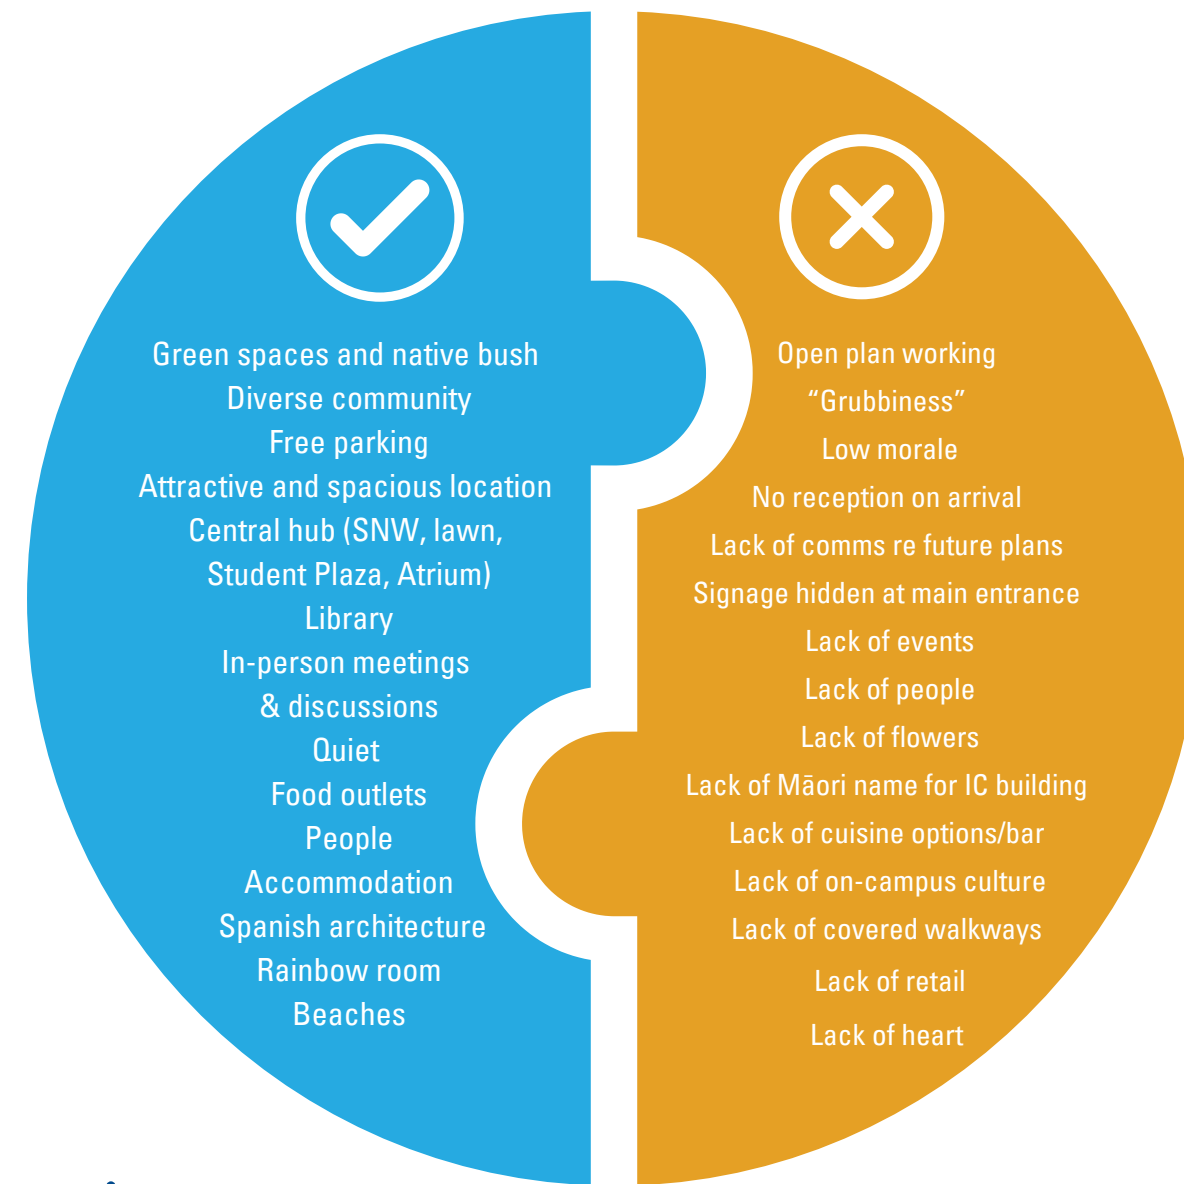 Green spaces and native bush
Diverse community
Free parking
Attractive and spacious location
Central hub (SNW, lawn,
Student Plaza, Atrium)
Library
In-person meetings
& discussions
Quiet
Food outlets
People
Accommodation
Spanish architecture
Rainbow room
Beaches
Open plan working
“Grubbiness”
Low morale
No reception on arrival
Lack of comms re future plans
Signage hidden at main entrance
Lack of events
Lack of people
Lack of flowers
Lack of Māori name for IC building
Lack of cuisine options/bar
Lack of on-campus culture
Lack of covered walkways
Lack of retail
Lack of heart